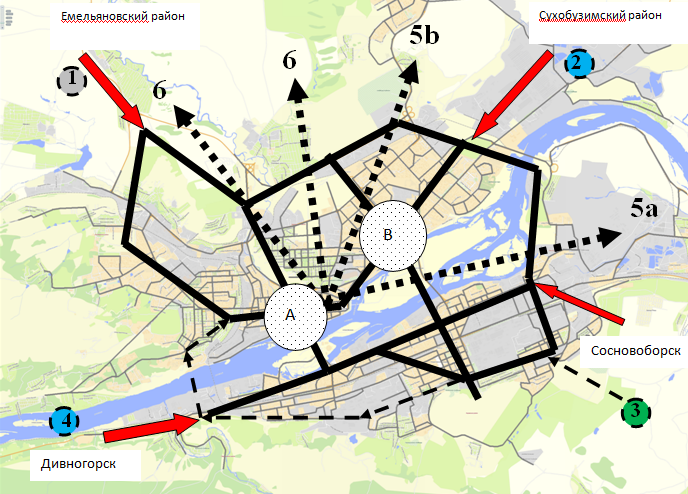 Емельяновский район
Сухобузимский район
1
6
6
5b
2
5a
В
А
Сосновоборск
3
4
Дивногорск